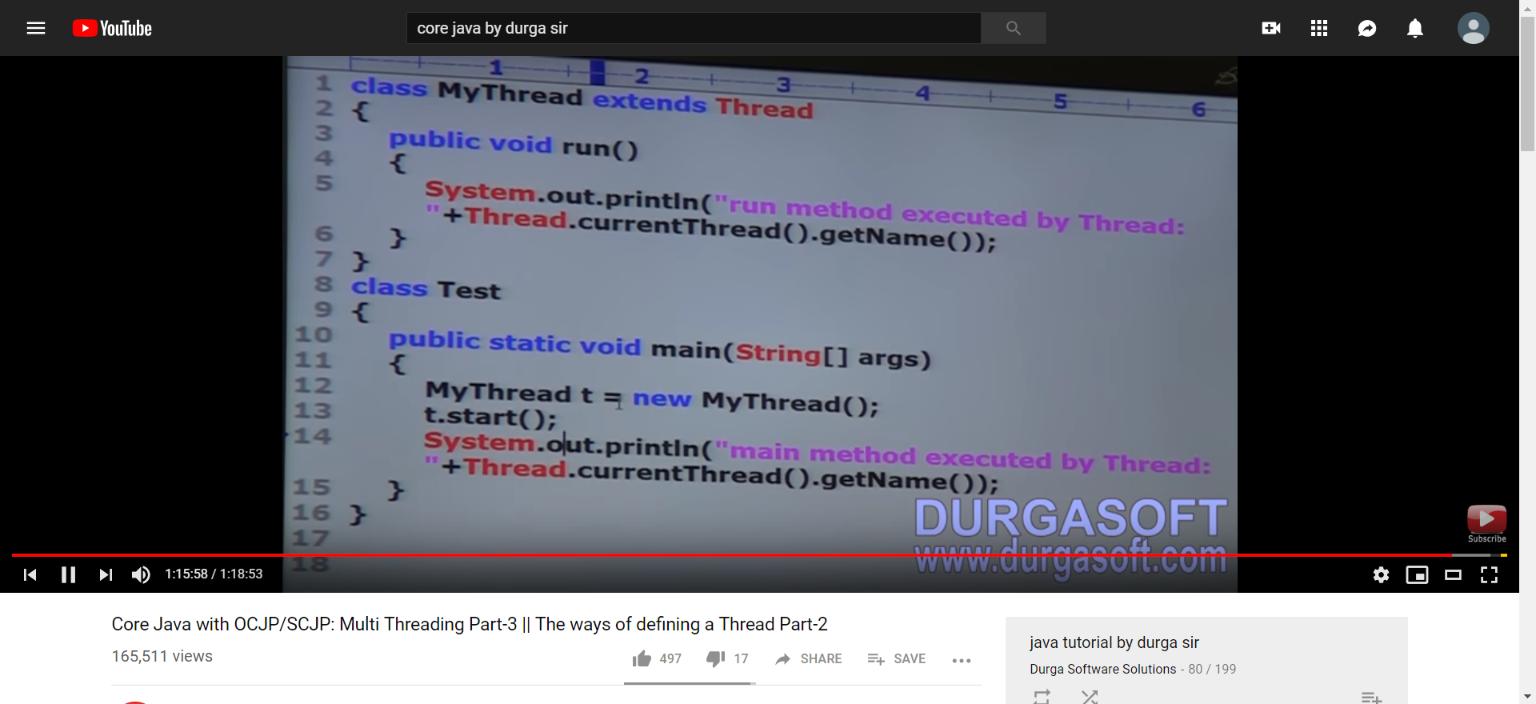 YouTube
core java by durga sir
1 2 3 4 5 6
1 class MyThread extends Thread
2 {
3 public void run()
4 {
5 System.out.println("run method executed by Thread:
"+Thread.currentThread().getName());
6 }
7 }
8 class Test
9 {
10 public static void main(String[] args)
11 {
12 MyThread t = new MyThread();
13 t.start();
14 System.out.println("main method executed by Thread:
"+Thread.currentThread().getName());
15 }
16 }
17
18
DURGASOFT
www.durgasoft.com
Subscribe
1:15:58 / 1:18:53
Core Java with OCJP/SCJP: Multi Threading Part-3 || The ways of defining a Thread Part-2
165,511 views
497 17 SHARE SAVE
java tutorial by durga sir
Durga Software Solutions - 80 / 199